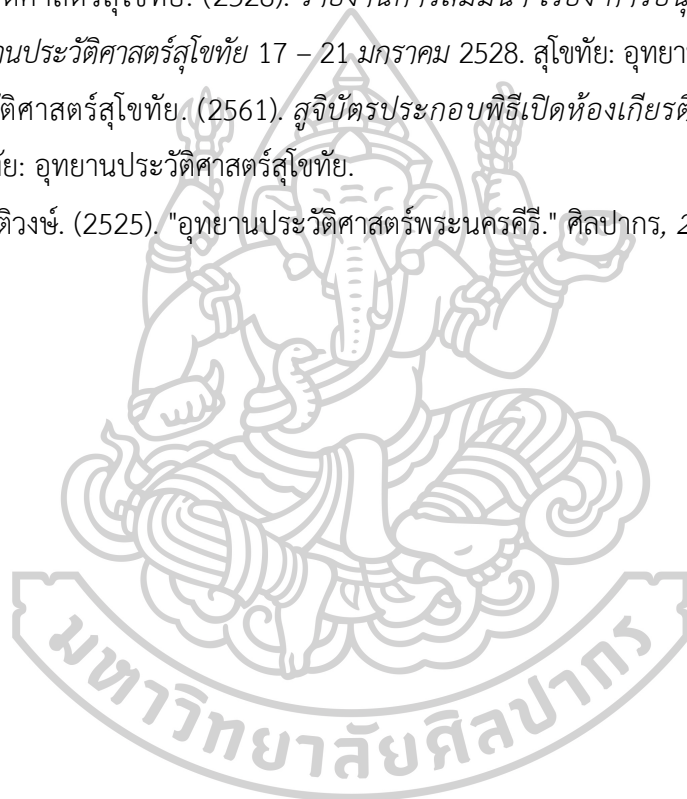 ศาสตร์สุโขทัย. (2528). รายงานการสัมมนา เรื่อง การอนุ
านประวัติศาสตร์สุโขทัย 17 – 21 มกราคม 2528. สุโขทัย: อุทยา
ัติศาสตร์สุโขทัย. (2561). สูจิบัตรประกอบพิธีเปิดห้องเกียรติ
ัย: อุทยานประวัติศาสตร์สุโขทัย.
ติวงษ์. (2525). "อุทยานประวัติศาสตร์พระนครคีรี." ศิลปากร, 2
มหาวิทยาลัยศิลปากร